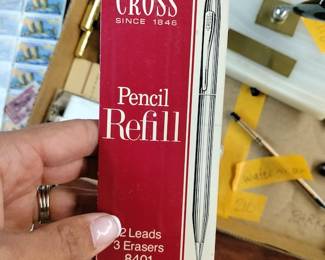 CROSS
SINCE 1846
Pencil
Refill
2 Leads
3 Erasers
8401